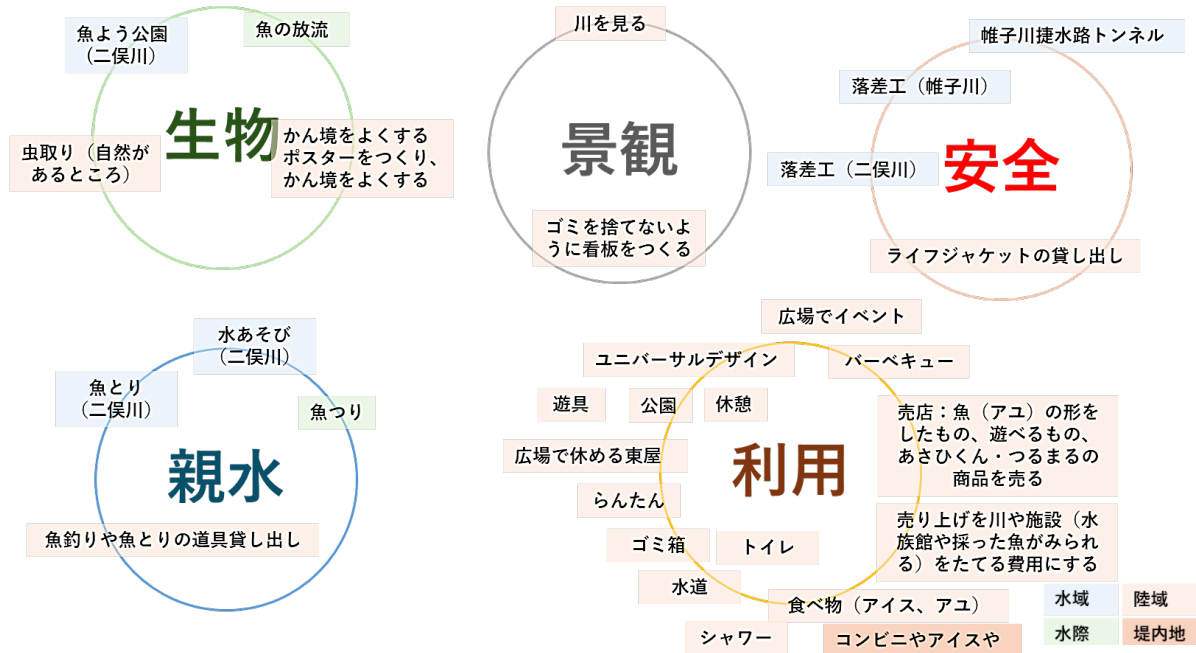 魚よう公園
（二俣川）
魚の放流
生物
虫取り（自然が
あるところ）
かん境をよくする
ポスターをつくり、
かん境をよくする
川を見る
景観
ゴミを捨てないよ
うに看板をつくる
帷子川捷水路トンネル
落差工（帷子川）
落差工（二俣川）
安全
ライフジャケットの貸し出し
水あそび
（二俣川）
魚とり
（二俣川）
魚つり
親水
魚釣りや魚とりの道具貸し出し
広場でイベント
ユニバーサルデザイン
バーベキュー
遊具
公園
休憩
広場で休める東屋
らんたん
利用
売店：魚（アユ）の形を
したもの、遊べるもの、
あさひくん・つるまるの
商品を売る
売り上げを川や施設（水
族館や採った魚がみられ
る）をたてる費用にする
ゴミ箱
トイレ
水道
食べ物（アイス、アユ）
シャワー
コンビニやアイスや
水域
陸域
水際
堤内地